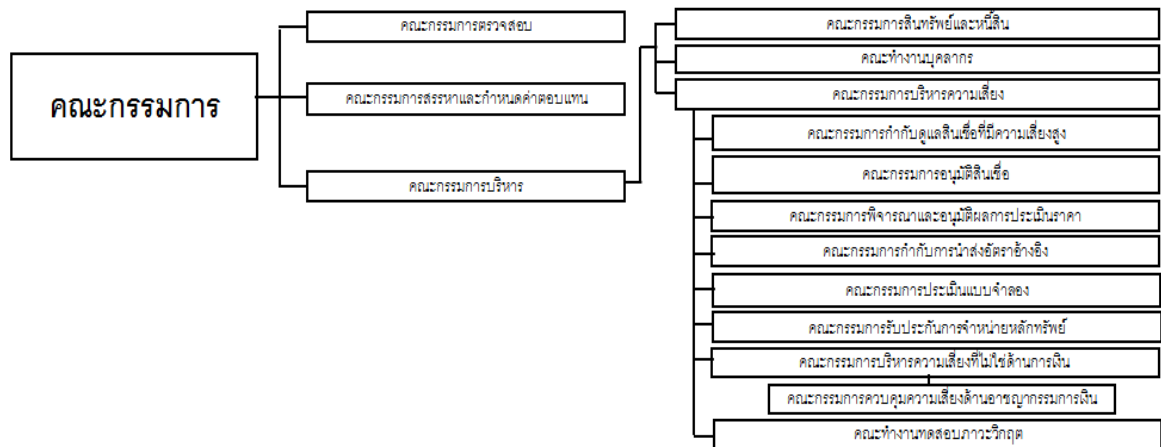 คณะกรรมการ
คณะกรรมการตรวจสอบ
คณะกรรมการสรรหาและกำหนดค่าตอบแทน
คณะกรรมการบริหาร
คณะกรรมการสินทรัพย์และหนี้สิน
คณะทำงานบุคลากร
คณะกรรมการบริหารความเสี่ยง
คณะกรรมการกำกับดูแลสินเชื่อที่มีความเสี่ยงสูง
คณะกรรมการอนุมัติสินเชื่อ
คณะกรรมการพิจารณาและอนุมัติผลการประเมินราคา
คณะกรรมการกำกับการนำส่งอัตราอ้างอิง
คณะกรรมการประเมินแบบจำลอง
คณะกรรมการรับประกันการจำหน่ายหลักทรัพย์
คณะกรรมการบริหารความเสี่ยงที่ไม่ใช่ด้านการเงิน
คณะกรรมการควบคุมความเสี่ยงด้านอาชญากรรมการเงิน
คณะทำงานทดสอบภาวะวิกฤต